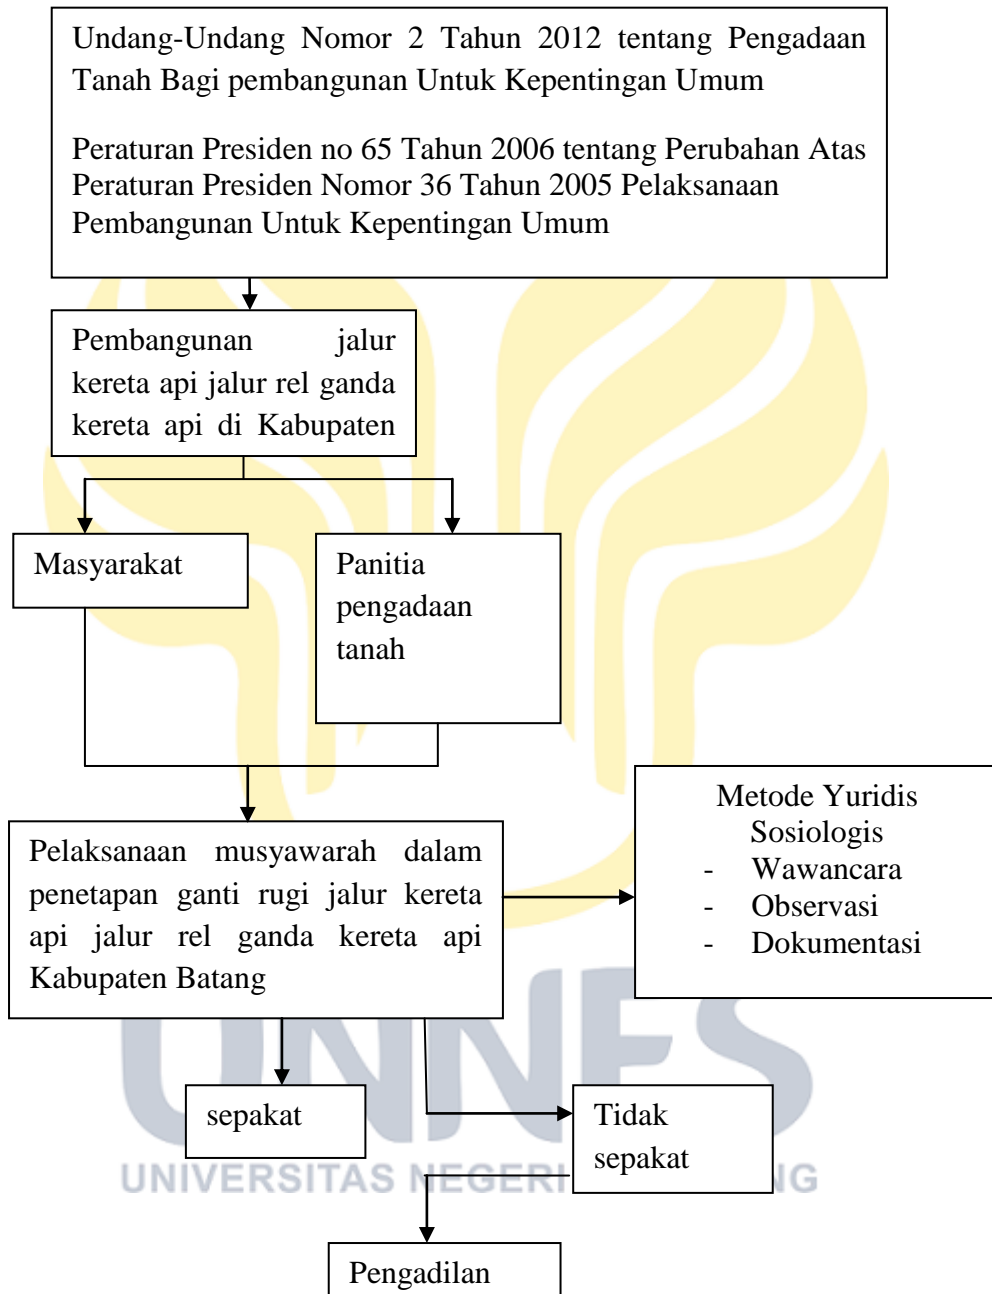 Undang-Undang Nomor 2 Tahun 2012 tentang Pengadaan
Tanah Bagi pembangunan Untuk Kepentingan Umum
Peraturan Presiden no 65 Tahun 2006 tentang Perubahan Atas
Peraturan Presiden Nomor 36 Tahun 2005 Pelaksanaan
Pembangunan Untuk Kepentingan Umum
Pembangunan jalur
kereta api jalur rel ganda
kereta api di Kabupaten
Masyarakat
Panitia
pengadaan
tanah
Pelaksanaan musyawarah dalam
penetapan ganti rugi jalur kereta
api jalur rel ganda kereta api
Kabupaten Batang
Metode Yuridis
Sosiologis
- Wawancara
- Observasi
- Dokumentasi
UNNES
sepakat
Tidak
sepakat
UNIVERSITAS NEGERI
Pengadilan